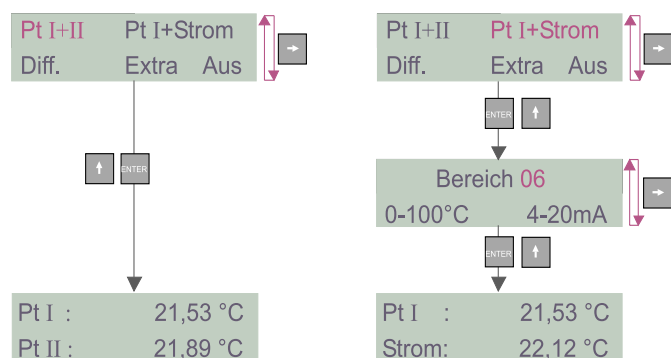 Pt I+II Pt I+Strom
Diff. Extra Aus
ENTER
Pt I : 21,53 °C
Pt II : 21,89 °C
Pt I+II Pt I+Strom
Diff. Extra Aus
ENTER
Bereich 06
0-100°C 4-20mA
ENTER
Pt I : 21,53 °C
Strom: 22,12 °C